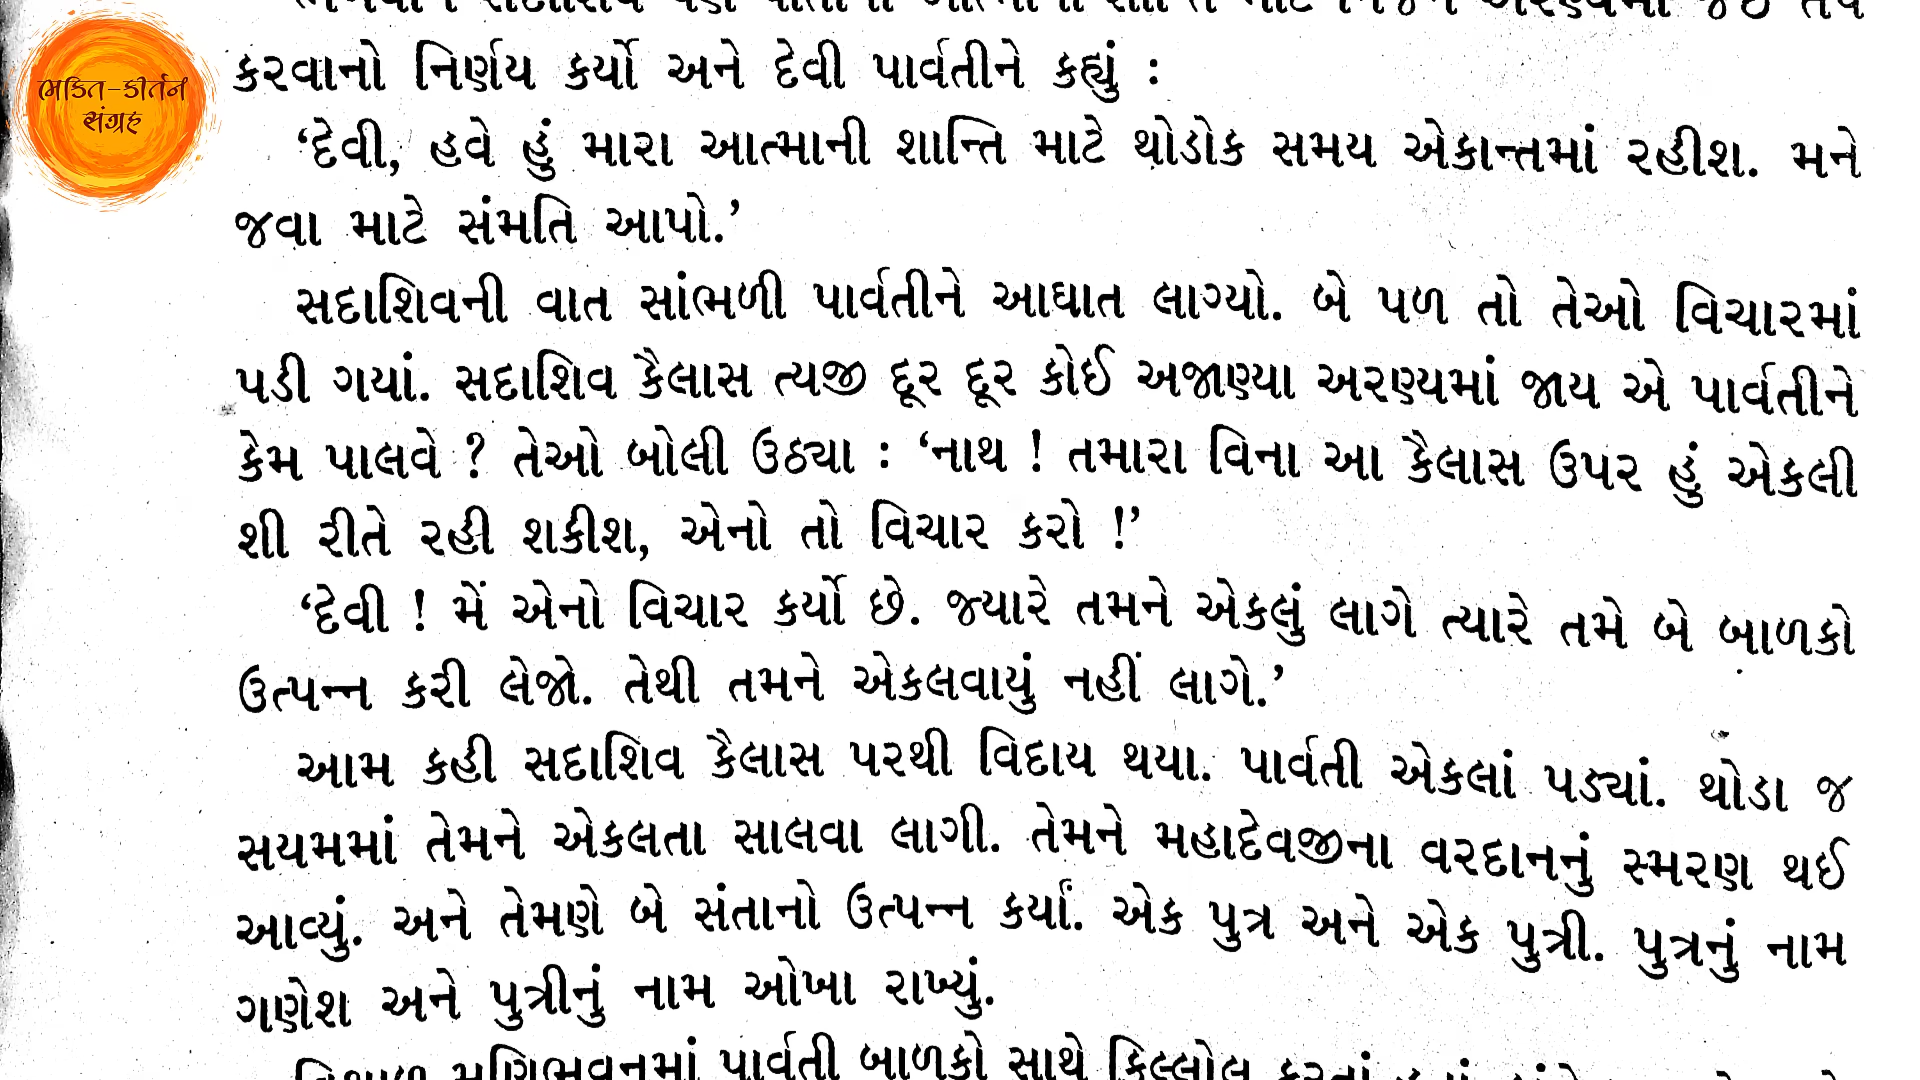 ભક્તિ-કીર્તન
સંગ્રહ
કરવાનો નિર્ણય કર્યો અને દેવી પાર્વતીને કહ્યું :
‘દેવી, હવે હું મારા આત્માની શાન્તિ માટે થોડોક સમય એકાન્તમાં રહીશ. મને
જવા માટે સંમતિ આપો.’
સદાશિવની વાત સાંભળી પાર્વતીને આઘાત લાગ્યો. બે પળ તો તેઓ વિચારમાં
પડી ગયાં. સદાશિવ કૈલાસ ત્યજી દૂર દૂર કોઈ અજાણ્યા અરણ્યમાં જાય એ પાર્વતીને
કેમ પાલવે ? તેઓ બોલી ઉઠ્યા : ‘નાથ ! તમારા વિના આ કૈલાસ ઉપર હું એકલી
શી રીતે રહી શકીશ, એનો તો વિચાર કરો !’
‘દેવી ! મેં એનો વિચાર કર્યો છે. જ્યારે તમને એકલું લાગે ત્યારે તમે બે બાળકો
ઉત્પન્ન કરી લેજો. તેથી તમને એકલવાયું નહીં લાગે.’
આમ કહી સદાશિવ કૈલાસ પરથી વિદાય થયા. પાર્વતી એકલાં પડ્યાં. થોડા જ
સયમમાં તેમને એકલતા સાલવા લાગી. તેમને મહાદેવજીના વરદાનનું સ્મરણ થઈ
આવ્યું. અને તેમણે બે સંતાનો ઉત્પન્ન કર્યાં. એક પુત્ર અને એક પુત્રી. પુત્રનું નામ
ગણેશ અને પુત્રીનું નામ ઓખા રાખ્યું.
મણિભવનમાં પાર્વતી બાળકો સાથે કિલ્લોલ